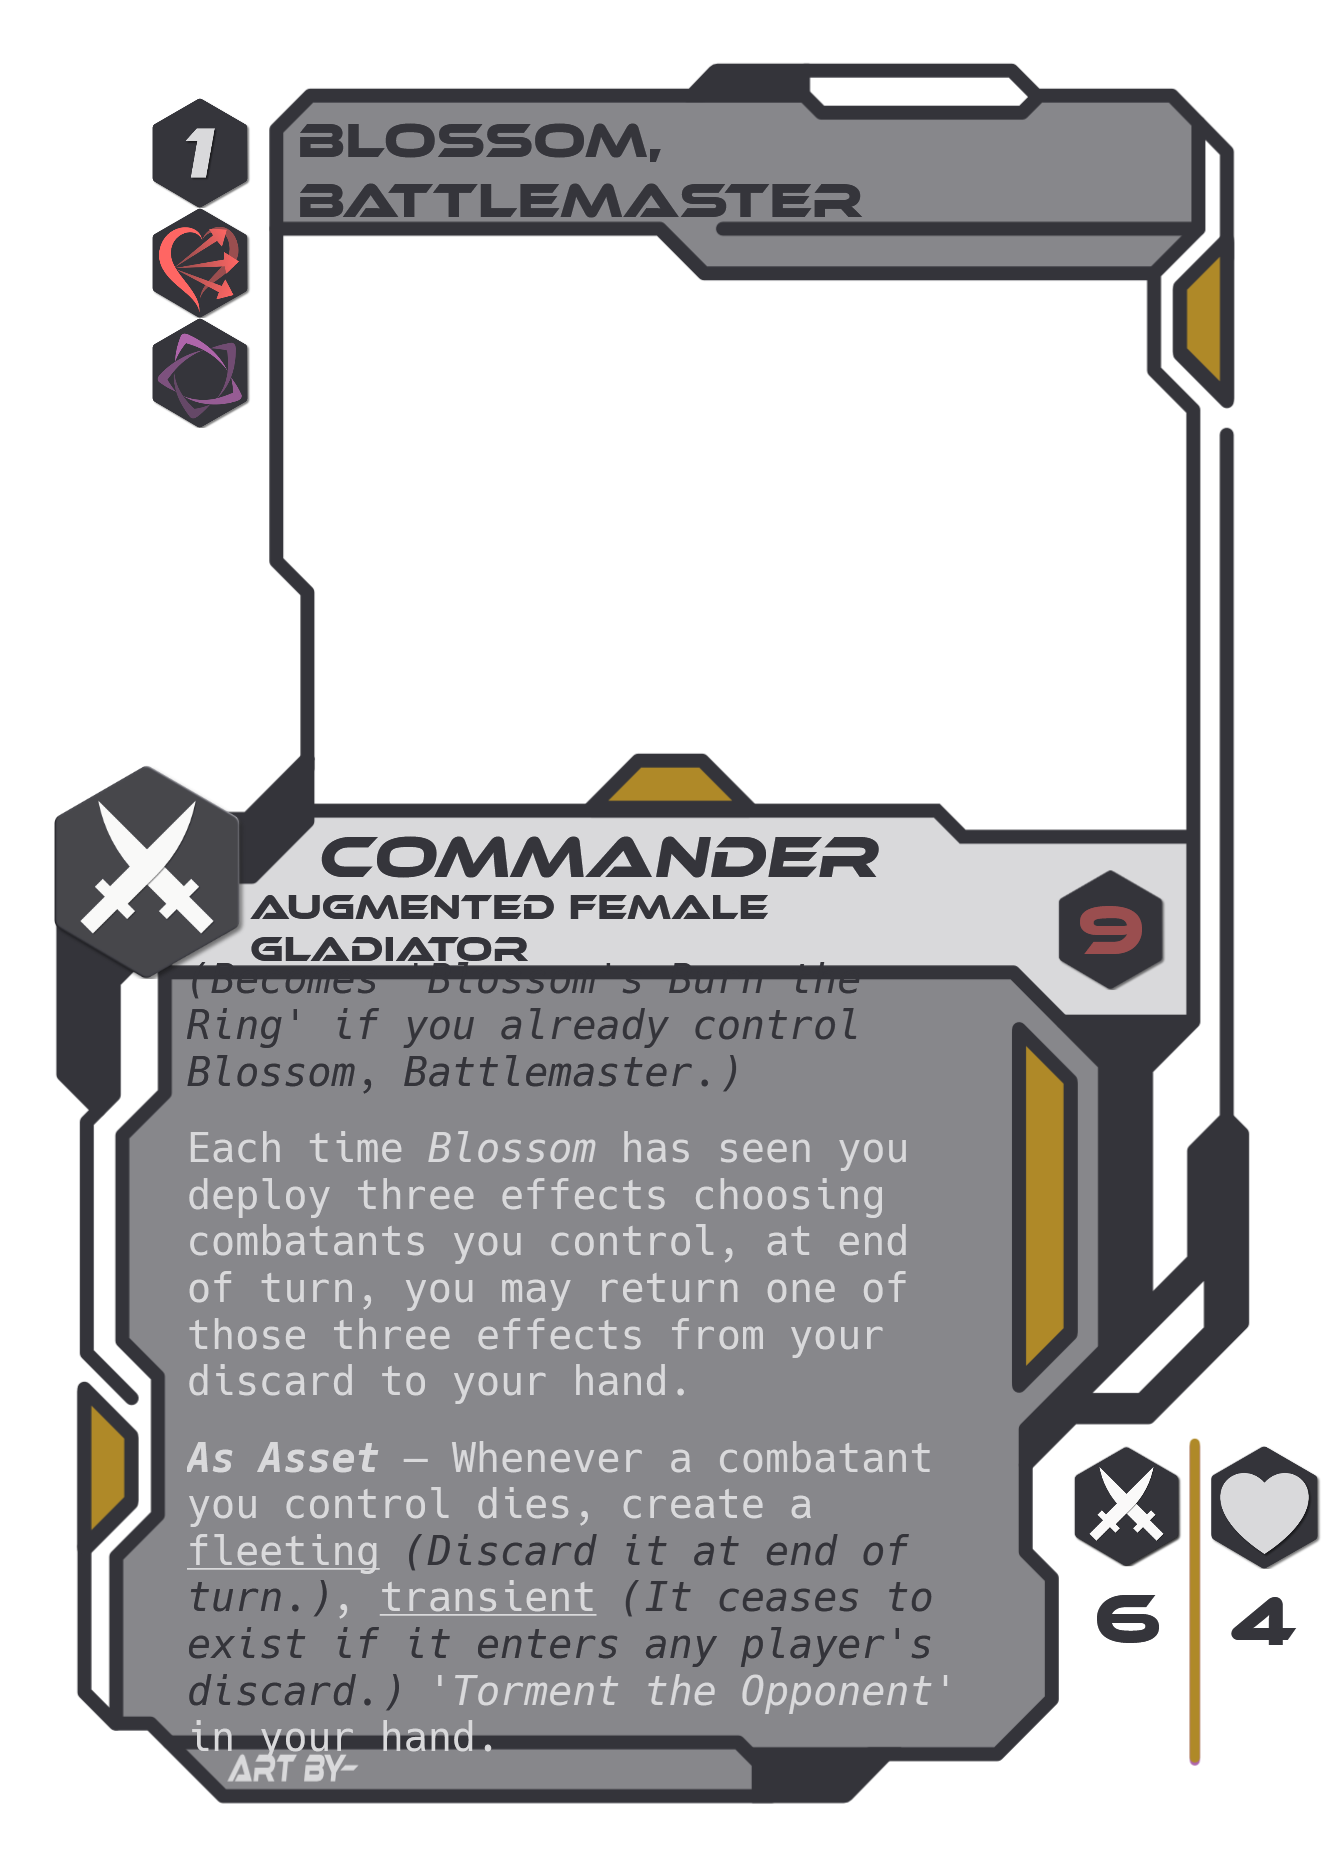 1
BLOSSOM,
BATTLEMASTER
COMMANDER
AUGMENTED FEMALE
GLADIATOR
9
(Becomes 'Blossom's Burn the
Ring' if you already control
Blossom, Battlemaster.)
Each time Blossom has seen you
deploy three effects choosing
combatants you control, at end
of turn, you may return one of
those three effects from your
discard to your hand.
As Asset – Whenever a combatant
you control dies, create a
fleeting (Discard it at end of
turn.), transient (It ceases to
exist if it enters any player's
discard.) 'Torment the Opponent'
in your hand.
6
4
ART BY-